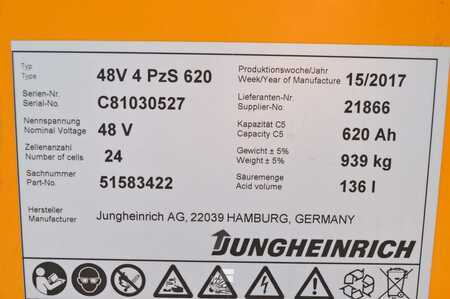 Typ
Type 48V 4 PzS 620
Produktionswoche/Jahr
Week/Year of Manufacture 15/2017
Serien-Nr.
Serial-No. C81030527
Lieferanten-Nr.
Supplier-No. 21866
Nennspannung
Nominal Voltage 48 V
Kapazität C5
Capacity C5 620 Ah
Zellenanzahl
Number of cells 24
Gewicht ± 5%
Weight ± 5% 939 kg
Sachnummer
Part-No. 51583422
Säuremenge
Acid volume 136 l
Hersteller
Manufacturer Jungheinrich AG, 22039 HAMBURG, GERMANY
JUNGHEINRICH